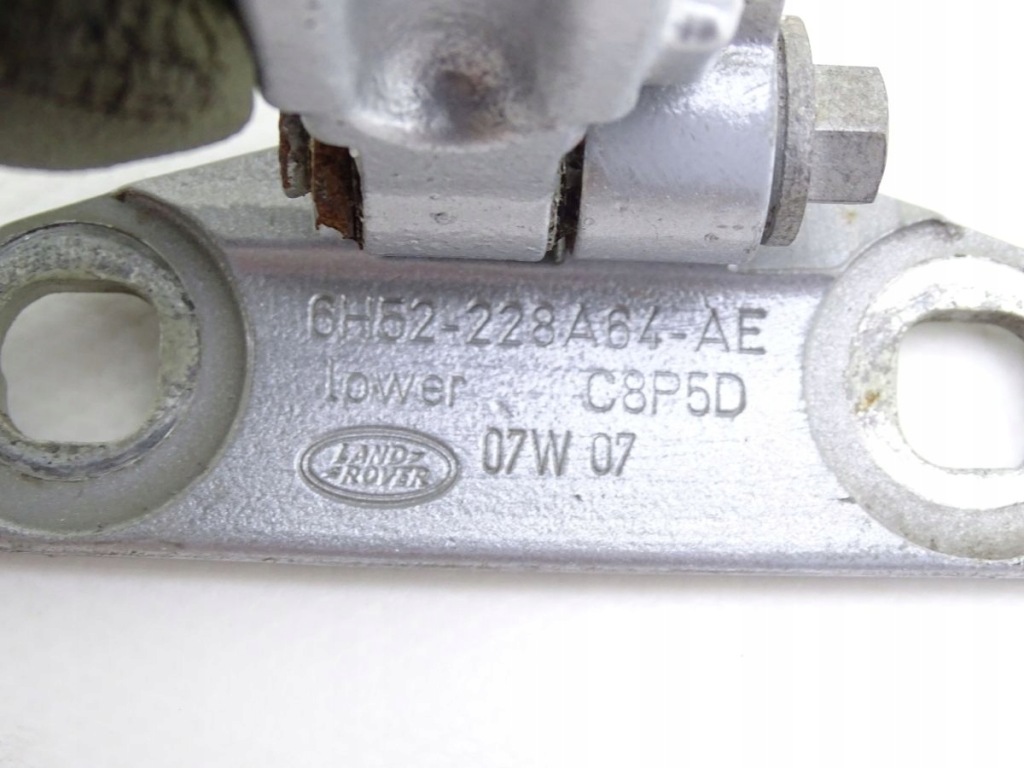 6H52-228A64-AE
lower C8P5D
LAND
ROVER
07W 07